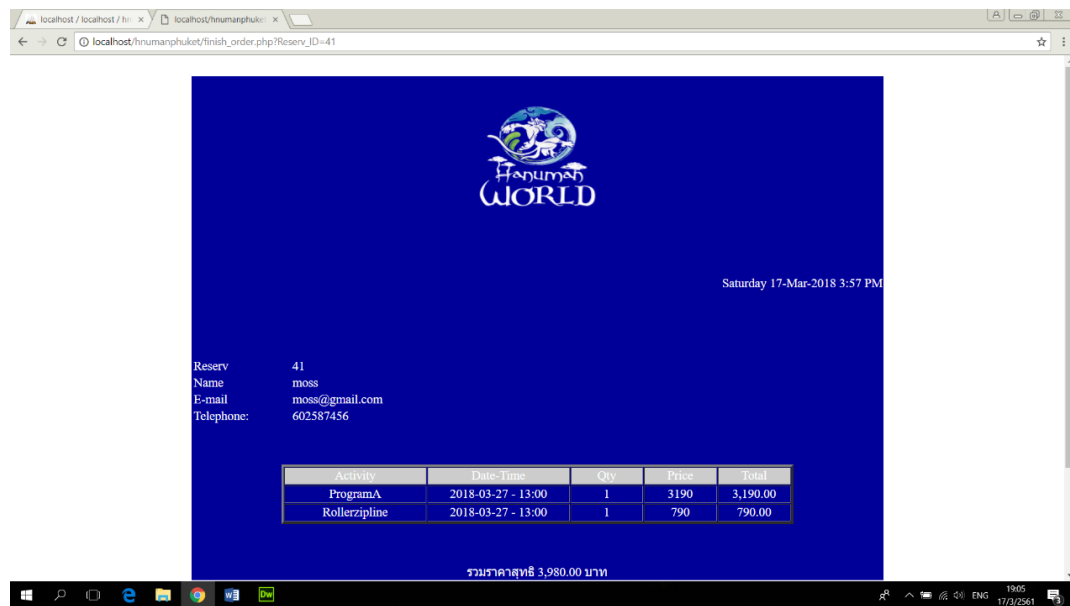 localhost / localhost / hn
localhost/hnumanphuket
localhost/hnumanphuket/finish_order.php?Reserv_ID=41
Hanuman
WORLD
Saturday 17-Mar-2018 3:57 PM
Reserv 41
Name moss
E-mail moss@gmail.com
Telephone: 602587456
Activity Date-Time Qty Price Total
ProgramA 2018-03-27 - 13:00 1 3190 3,190.00
Rollerzipline 2018-03-27 - 13:00 1 790 790.00
รวมราคาสุทธิ 3,980.00 บาท
Dw
ENG
19:05
17/3/2561
3